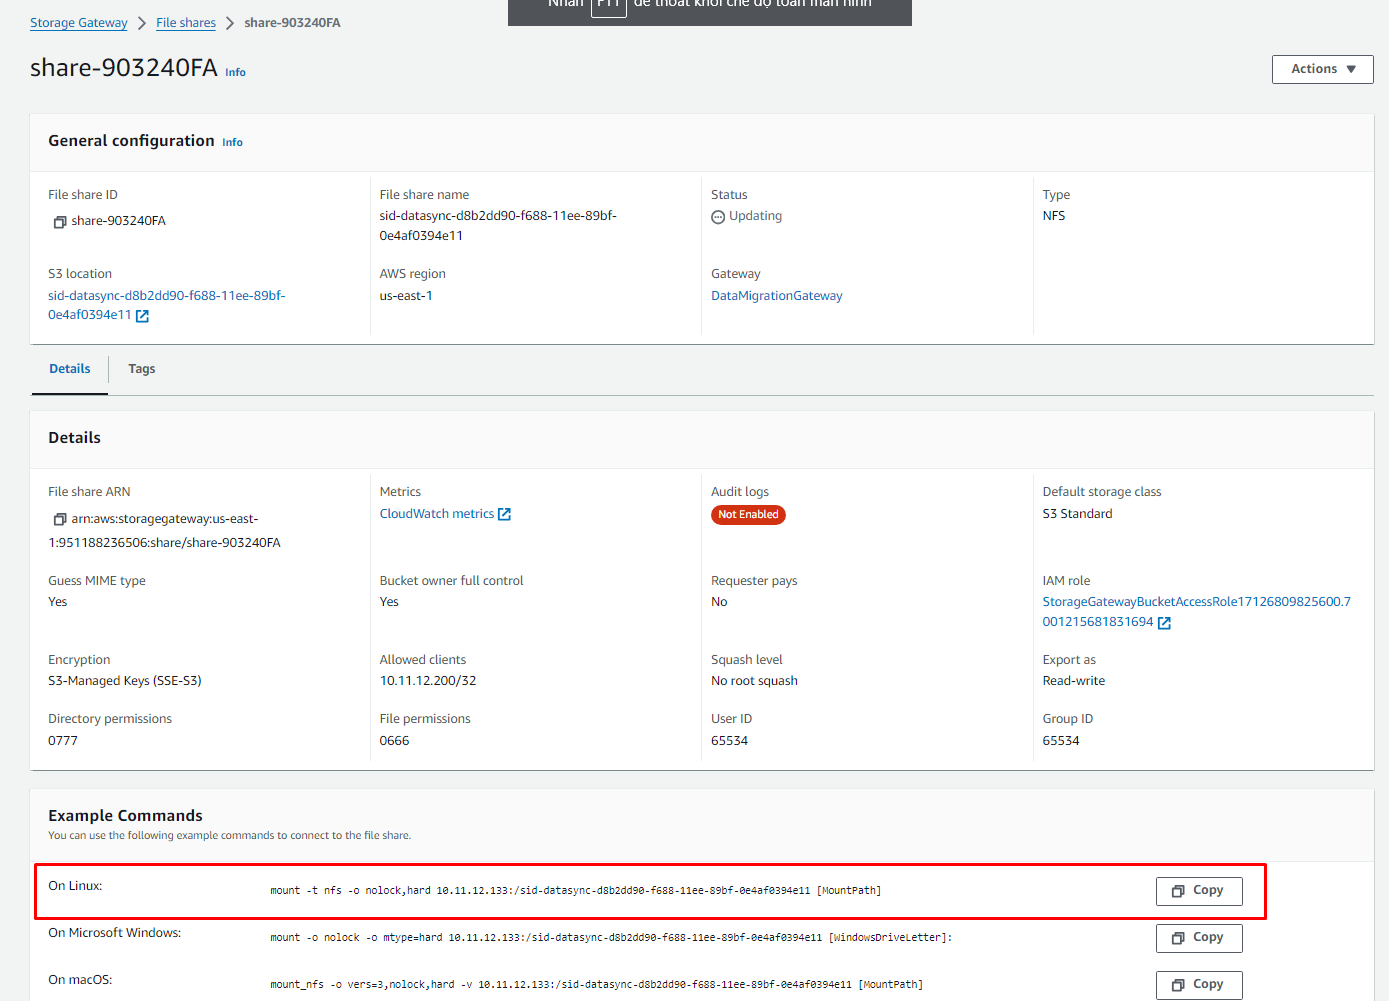 Nhấn F11 để thoát khỏi chế độ toàn màn hình
Storage Gateway > File shares > share-903240FA
share-903240FA Info
Actions
General configuration Info
File share ID
share-903240FA
File share name
sid-datasync-d8b2dd90-f688-11ee-89bf-
0e4af0394e11
Status
Updating
Type
NFS
S3 location
sid-datasync-d8b2dd90-f688-11ee-89bf-
0e4af0394e11
AWS region
us-east-1
Gateway
DataMigrationGateway
Details
Tags
Details
File share ARN
arn:aws:storagegateway:us-east-
1:951188236506:share/share-903240FA
Metrics
CloudWatch metrics
Audit logs
Not Enabled
Default storage class
S3 Standard
Guess MIME type
Yes
Bucket owner full control
Yes
Requester pays
No
IAM role
StorageGatewayBucketAccessRole17126809825600.7
001215681831694
Encryption
S3-Managed Keys (SSE-S3)
Allowed clients
10.11.12.200/32
Squash level
No root squash
Export as
Read-write
Directory permissions
0777
File permissions
0666
User ID
65534
Group ID
65534
Example Commands
You can use the following example commands to connect to the file share.
On Linux:
mount -t nfs -o nolock,hard 10.11.12.133:/sid-datasync-d8b2dd90-f688-11ee-89bf-0e4af0394e11 [MountPath]
Copy
On Microsoft Windows:
mount -o nolock -o mtype=hard 10.11.12.133:/sid-datasync-d8b2dd90-f688-11ee-89bf-0e4af0394e11 [WindowsDriveLetter]:
Copy
On macOS:
mount_nfs -o vers=3,nolock,hard -v 10.11.12.133:/sid-datasync-d8b2dd90-f688-11ee-89bf-0e4af0394e11 [MountPath]
Copy